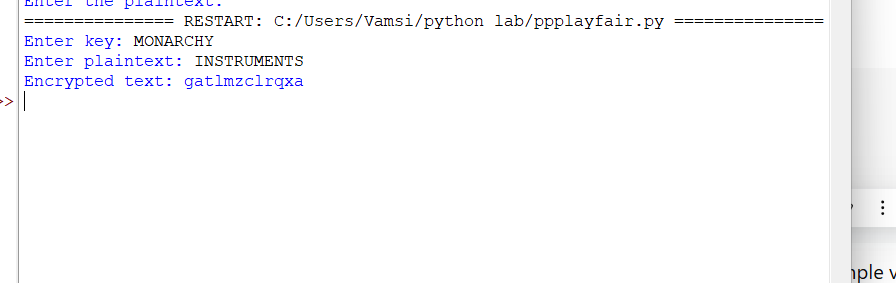 Enter the plaintext:
=============== RESTART: C:/Users/Vamsi/python lab/ppplayfair.py ===============
Enter key: MONARCHY
Enter plaintext: INSTRUMENTS
Encrypted text: gatlmzclrqxa
>>